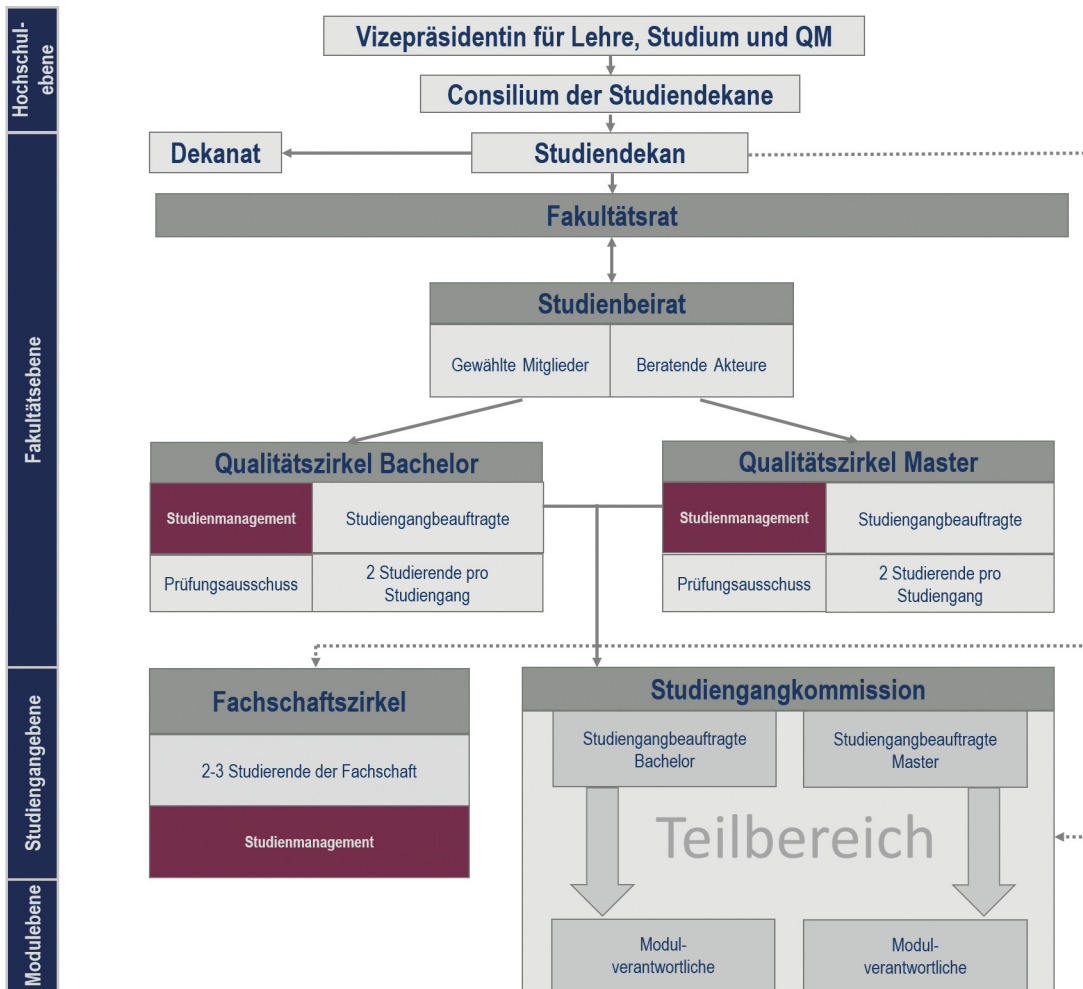 Hochschul-
ebene
Vizepräsidentin für Lehre, Studium und QM
Consilium der Studiendekane
Fakultätsebene
Dekanat
Studiendekan
Fakultätsrat
Studienbeirat
Gewählte Mitglieder
Beratende Akteure
Qualitätszirkel Bachelor
Studienmanagement
Studiengangbeauftragte
Prüfungsausschuss
2 Studierende pro
Studiengang
Qualitätszirkel Master
Studienmanagement
Studiengangbeauftragte
Prüfungsausschuss
2 Studierende pro
Studiengang
Studiengangebene
Fachschaftszirkel
2-3 Studierende der Fachschaft
Studienmanagement
Studiengangkommission
Studiengangbeauftragte
Bachelor
Studiengangbeauftragte
Master
Teilbereich
Modulebene
Modul-
verantwortliche
Modul-
verantwortliche